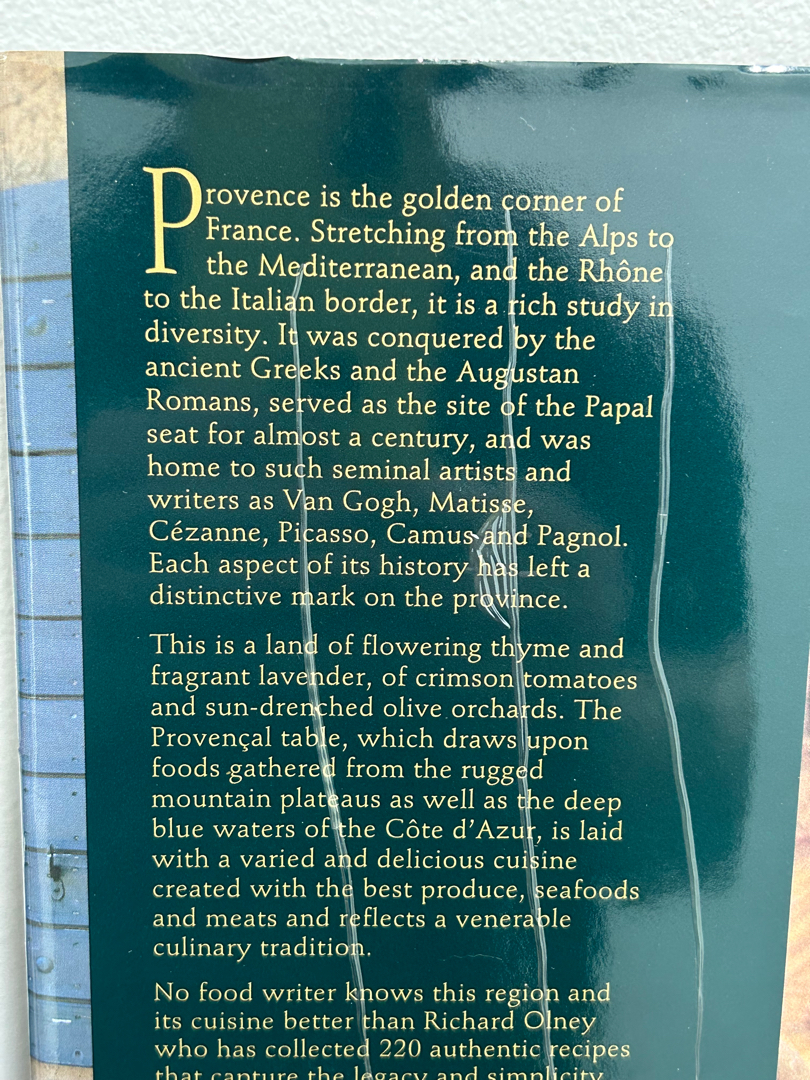 Provence is the golden corner of
France. Stretching from the Alps to
the Mediterranean, and the Rhône
to the Italian border, it is a rich study in
diversity. It was conquered by the
ancient Greeks and the Augustan
Romans, served as the site of the Papal
seat for almost a century, and was
home to such seminal artists and
writers as Van Gogh, Matisse,
Cézanne, Picasso, Camus and Pagnol.
Each aspect of its history has left a
distinctive mark on the province.
This is a land of flowering thyme and
fragrant lavender, of crimson tomatoes
and sun-drenched olive orchards. The
Provençal table, which draws upon
foods gathered from the rugged
mountain plateaus as well as the deep
blue waters of the Côte d'Azur, is laid
with a varied and delicious cuisine
created with the best produce, seafoods
and meats and reflects a venerable
culinary tradition.
No food writer knows this region and
its cuisine better than Richard Olney
who has collected 220 authentic recipes
that capture the legacy and simplicity